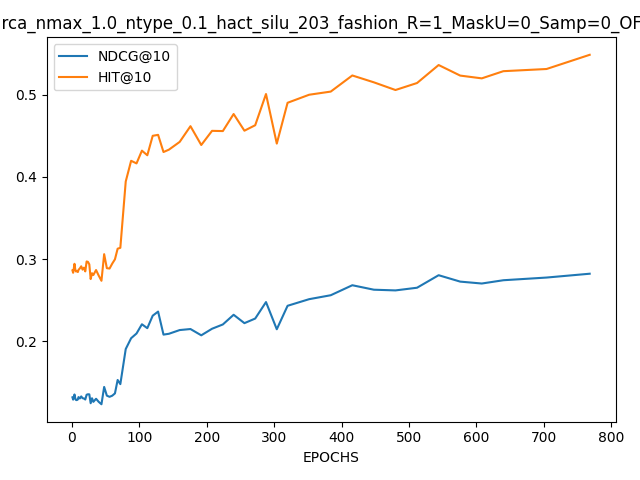 rca_nmax_1.0_ntype_0.1_hact_silu_203_fashion_R=1_MaskU=0_Samp=0_OF
NDCG@10
HIT@10
0.5
0.4
0.3
0.2
0 100 200 300 400 500 600 700 800
EPOCHS